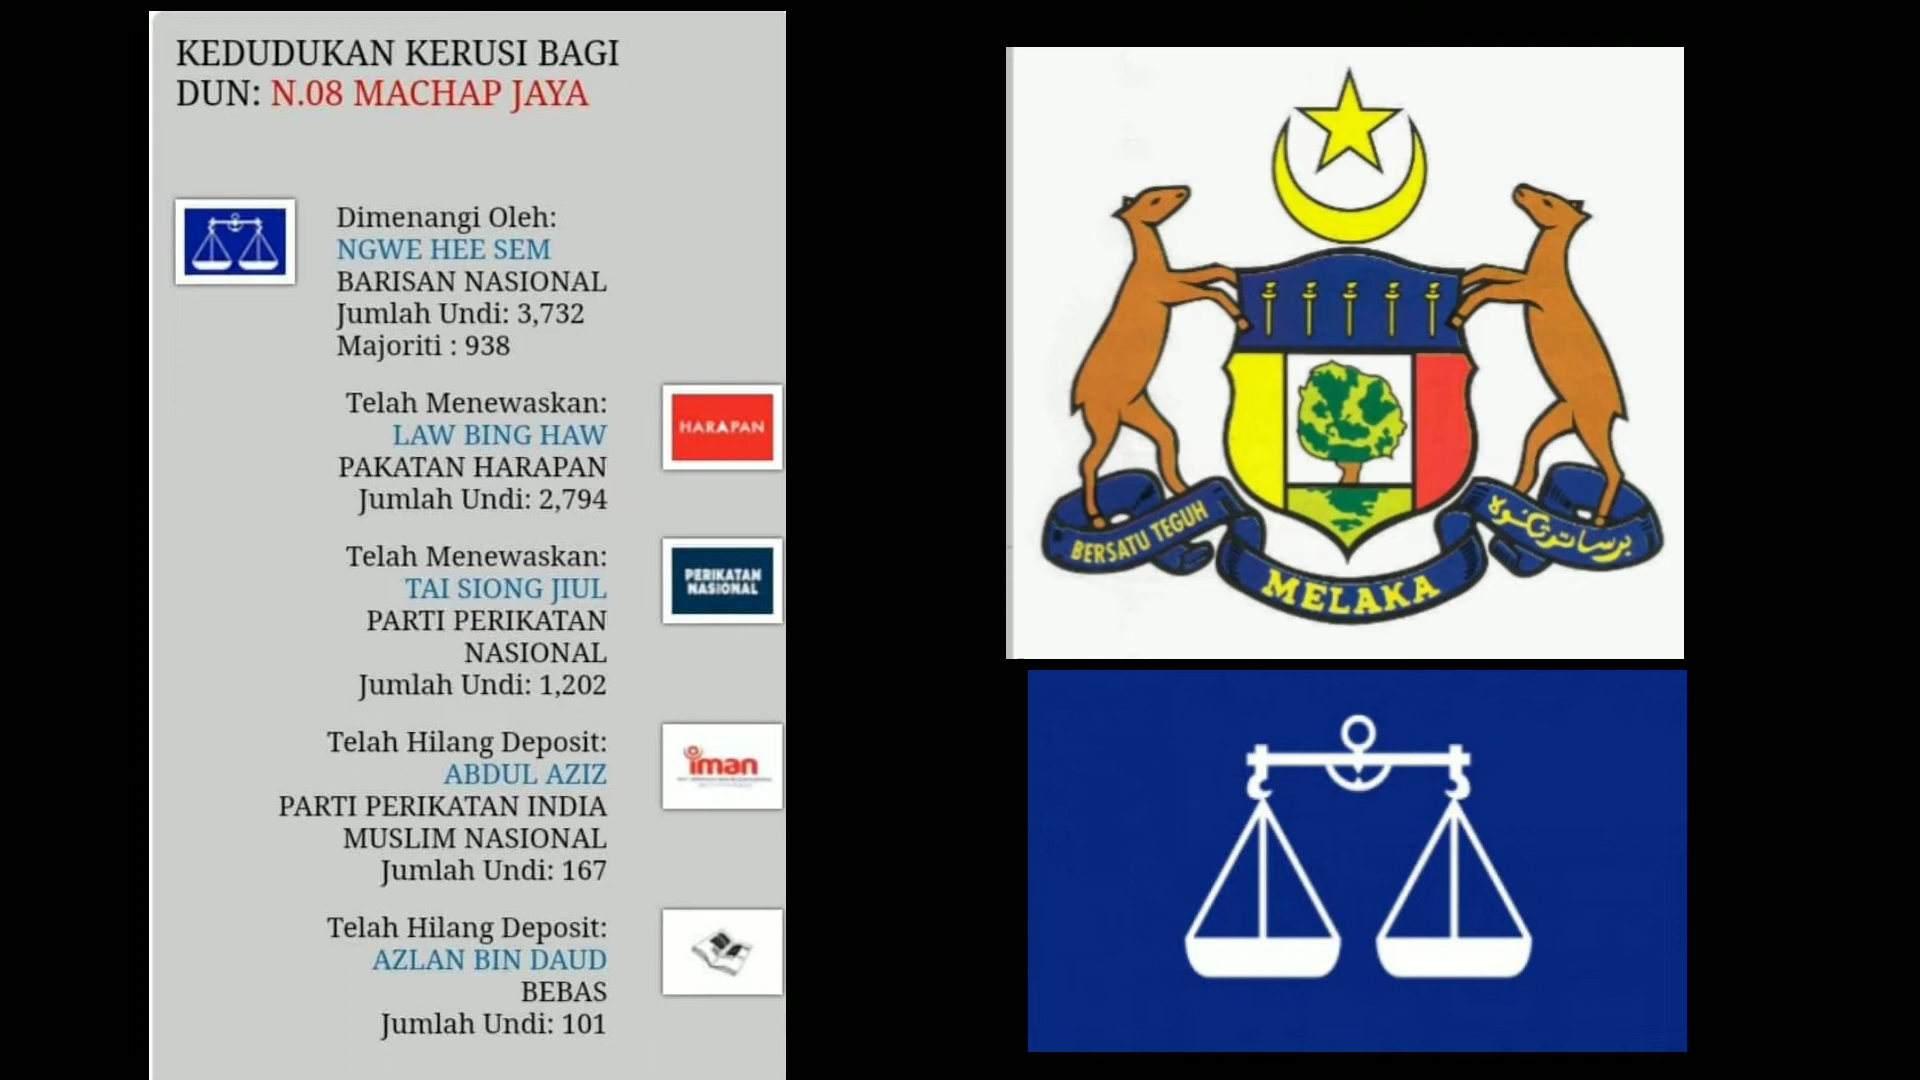 KEDUDUKAN KERUSI BAGI
DUN: N.08 MACHAP JAYA
Dimenangi Oleh:
NGWE HEE SEM
BARISAN NASIONAL
Jumlah Undi: 3,732
Majoriti : 938
Telah Menewaskan:
LAW BING HAW
PAKATAN HARAPAN
Jumlah Undi: 2,794
HARAPAN
Telah Menewaskan:
TAI SIONG JIUL
PARTI PERIKATAN
NASIONAL
Jumlah Undi: 1,202
PERIKATAN
NASIONAL
Telah Hilang Deposit:
ABDUL AZIZ
PARTI PERIKATAN INDIA
MUSLIM NASIONAL
Jumlah Undi: 167
iman
Telah Hilang Deposit:
AZLAN BIN DAUD
BEBAS
Jumlah Undi: 101
BERSATU TEGUH
MELAKA
برساتو تݢوه